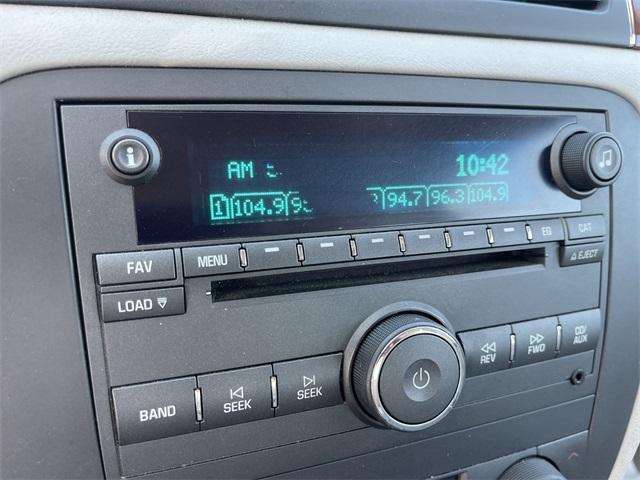 i
AM 10:42
1 104.9 94.7 96.3 104.9
FAV MENU EQ CAT
LOAD EJECT
BAND SEEK SEEK REV FWD CD/AUX